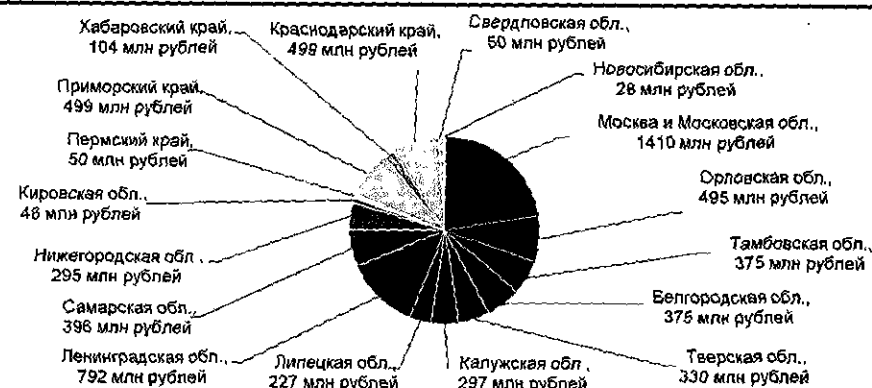 Хабаровский край,
104 млн рублей
Краснодарский край,
499 млн рублей
Свердловская обл.,
50 млн рублей
Новосибирская обл.,
28 млн рублей
Москва и Московская обл.,
1410 млн рублей
Орловская обл.,
495 млн рублей
Тамбовская обл.,
375 млн рублей
Белгородская обл.,
375 млн рублей
Тверская обл.,
330 млн рублей
Калужская обл.,
297 млн рублей
Липецкая обл.,
227 млн рублей
Ленинградская обл.,
792 млн рублей
Самарская обл.,
396 млн рублей
Нижегородская обл.,
295 млн рублей
Кировская обл.,
46 млн рублей
Пермский край,
50 млн рублей
Приморский край,
499 млн рублей